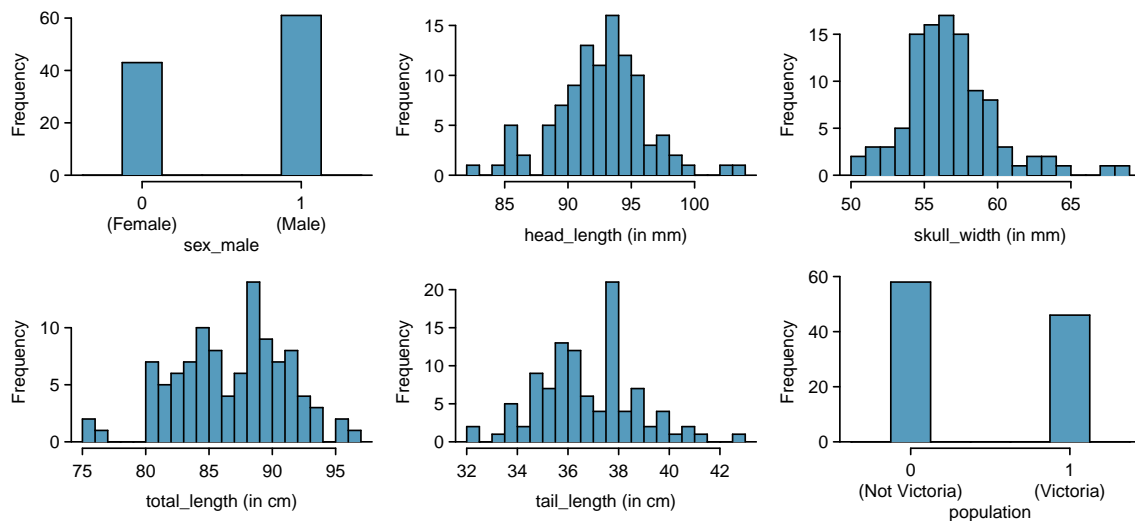 Frequency
0
20
40
60
0
(Female)
1
(Male)
sex_male
Frequency
0
5
10
15
85
90
95
100
head_length (in mm)
Frequency
0
5
10
15
50
55
60
65
skull_width (in mm)
Frequency
0
5
10
75
80
85
90
95
total_length (in cm)
Frequency
0
5
10
15
20
32
34
36
38
40
42
tail_length (in cm)
Frequency
0
20
40
60
0
(Not Victoria)
1
(Victoria)
population